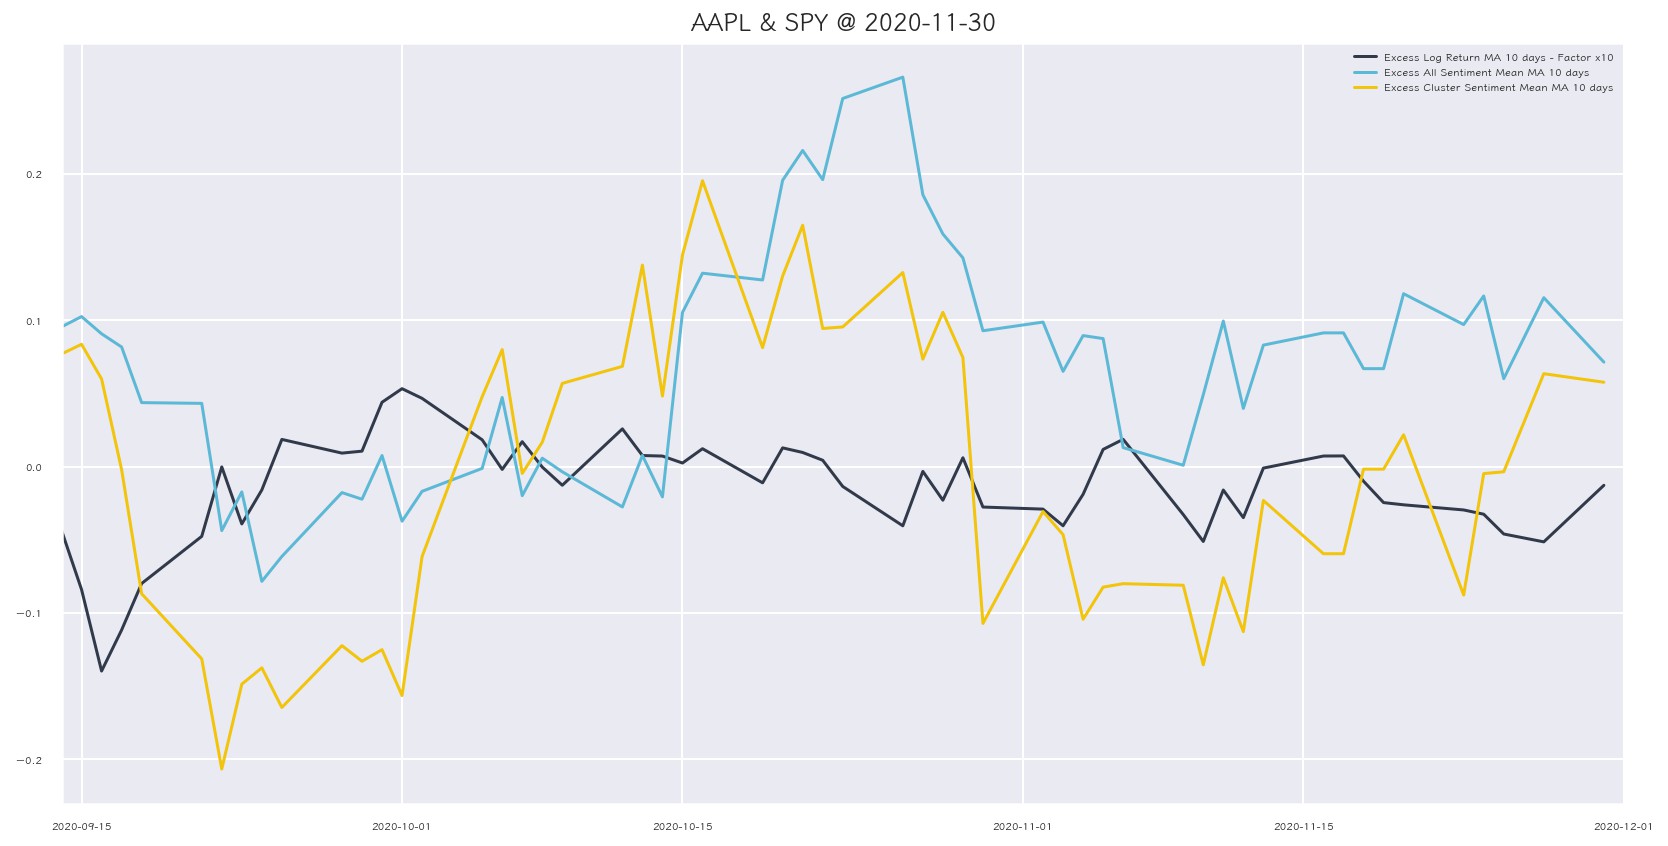 AAPL & SPY @ 2020-11-30
Excess Log Return MA 10 days - Factor x10
Excess All Sentiment Mean MA 10 days
Excess Cluster Sentiment Mean MA 10 days
0.2
0.1
0.0
−0.1
−0.2
2020-09-15 2020-10-01 2020-10-15 2020-11-01 2020-11-15 2020-12-01